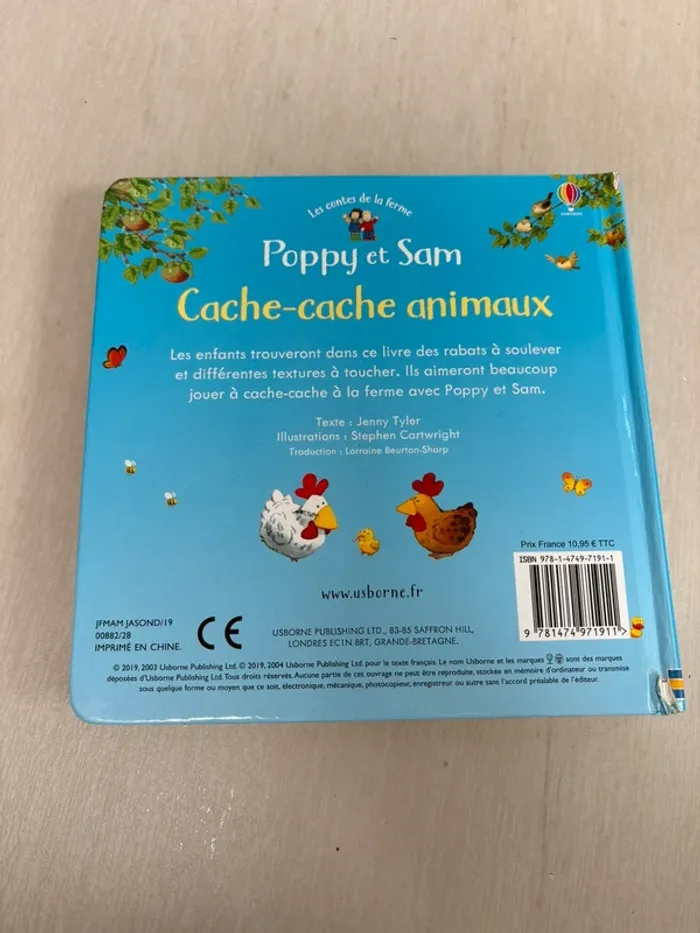 Les contes de la ferme
USBORNE
Poppy et Sam
Cache-cache animaux
Les enfants trouveront dans ce livre des rabats à soulever
et différentes textures à toucher. Ils aimeront beaucoup
jouer à cache-cache à la ferme avec Poppy et Sam.
Texte : Jenny Tyler
Illustrations : Stephen Cartwright
Traduction : Lorraine Beurton-Sharp
www.usborne.fr
Prix France 10,95 € TTC
ISBN 978-1-4749-7191-1
9 781474 971911 >
JFMAM JASOND/19
00882/28
IMPRIMÉ EN CHINE.
CE
USBORNE PUBLISHING LTD., 83-85 SAFFRON HILL,
LONDRES EC1N 8RT, GRANDE-BRETAGNE.
© 2019, 2003 Usborne Publishing Ltd. © 2019, 2004 Usborne Publishing Ltd. pour le texte français. Le nom Usborne et les marques sont des marques
déposées d'Usborne Publishing Ltd. Tous droits réservés. Aucune partie de cet ouvrage ne peut être reproduite, stockée en mémoire d'ordinateur ou transmise
sous quelque forme ou moyen que ce soit, électronique, mécanique, photocopieur, enregistreur ou autre sans l'accord préalable de l'éditeur.